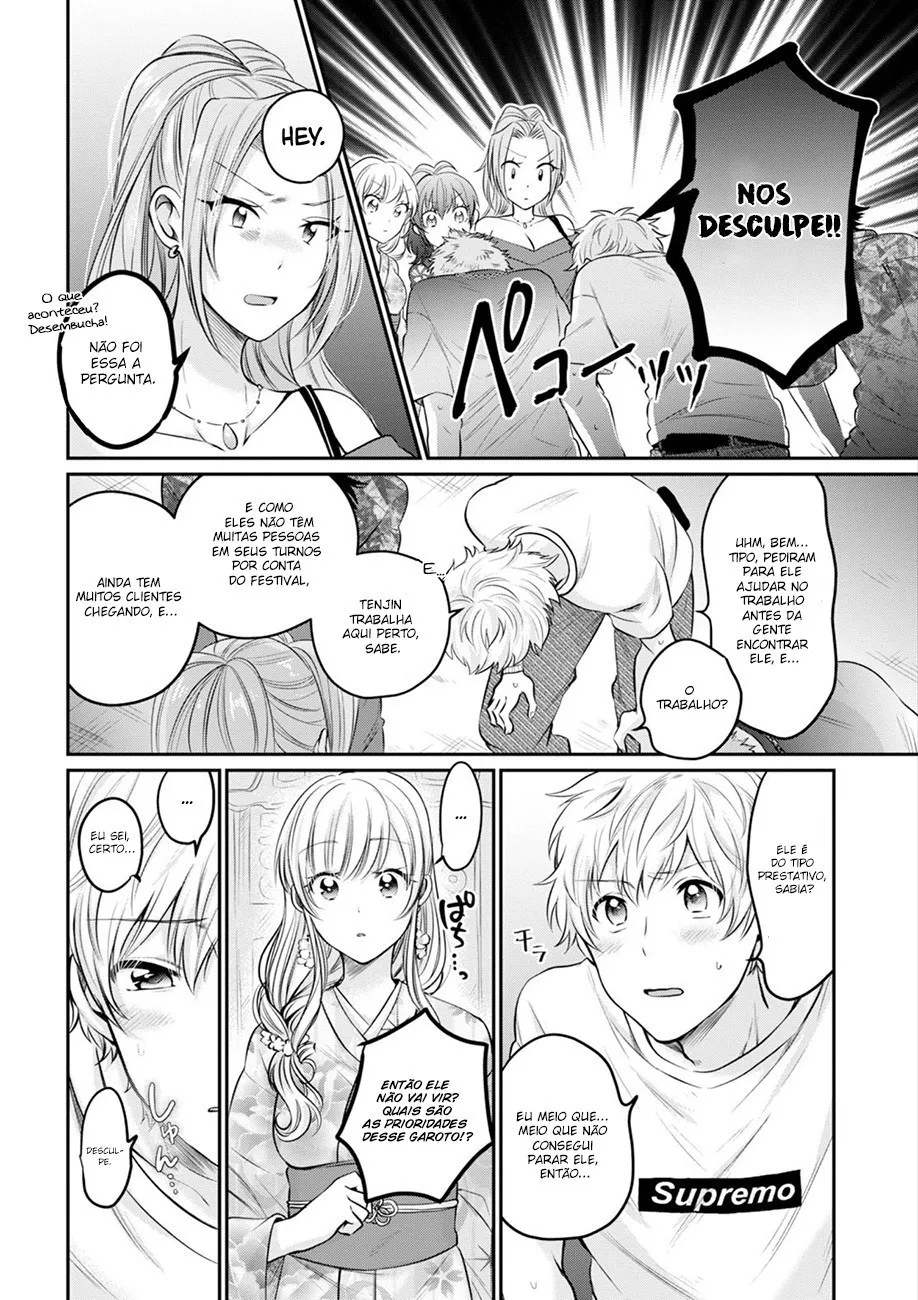 NOS
DESCULPE!!
ペコーッッ
HEY.
O que
aconteceu?
Desembucha!
NÃO FOI
ESSA A
PERGUNTA.
UHM, BEM...
TIPO, PEDIRAM
PARA ELE
AJUDAR NO
TRABALHO
ANTES DA
GENTE
ENCONTRAR
ELE, E...
O
TRABALHO?
E...
TENJIN
TRABALHA
AQUI PERTO,
SABE.
E COMO
ELES NÃO TÊM
MUITAS PESSOAS
EM SEUS TURNOS
POR CONTA
DO FESTIVAL,
AINDA TEM
MUITOS CLIENTES
CHEGANDO, E...
ELE É
DO TIPO
PRESTATIVO,
SABIA?
チラ
EU MEIO QUE...
MEIO QUE NÃO
CONSEGUI
PARAR ELE,
ENTÃO...
Supremo
...
ぱち...っ
ENTÃO ELE
NÃO VAI VIR?
QUAIS SÃO
AS PRIORIDADES
DESSE GAROTO!?
...
EU SEI,
CERTO...
しゅん...
DESCUL-
PE.